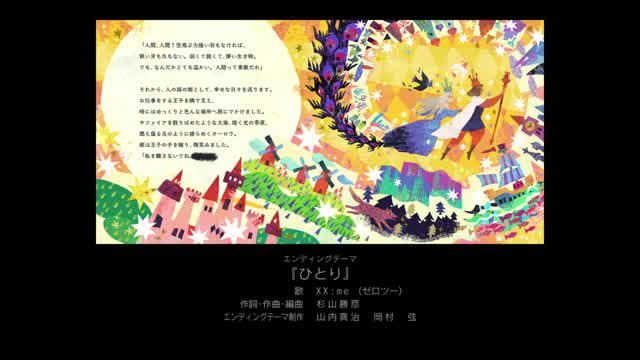 「人間、人間！空飛ぶ力強い羽もなければ、
鋭い牙も爪もない。弱くて脆くて、儚い生き物。
でも、なんだかとても温かい。人間って素敵だわ」
それから、人の国の姫として、幸せな日々を送ります。
お仕事をする王子を隣で支え、
時にはゆっくりと色んな場所へ旅にでかけました。
サファイアを散りばめたような大海、煌く光の草原、
燃え盛る炎のように揺らめくオーロラ。
姫は王子の手を握り、微笑みました。
「私を離さないでね、
エンディングテーマ
『ひとり』
歌 XX:me （ゼロツー）
作詞・作曲・編曲 杉山勝彦
エンディングテーマ制作 山内真治 岡村 弦